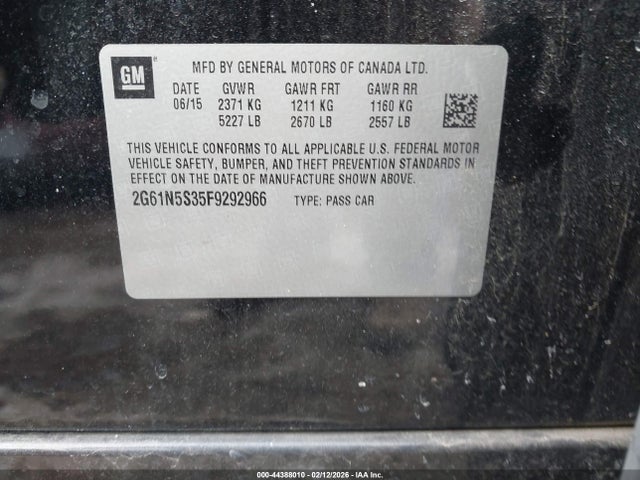 GM
MFD BY GENERAL MOTORS OF CANADA LTD.
DATE GVWR GAWR FRT GAWR RR
06/15 2371 KG 1211 KG 1160 KG
5227 LB 2670 LB 2557 LB
THIS VEHICLE CONFORMS TO ALL APPLICABLE U.S. FEDERAL MOTOR
VEHICLE SAFETY, BUMPER, AND THEFT PREVENTION STANDARDS IN
EFFECT ON THE DATE OF MANUFACTURE SHOWN ABOVE.
2G61N5S35F9292966 TYPE: PASS CAR
000-44388010 - 02/12/2026 - IAA Inc.